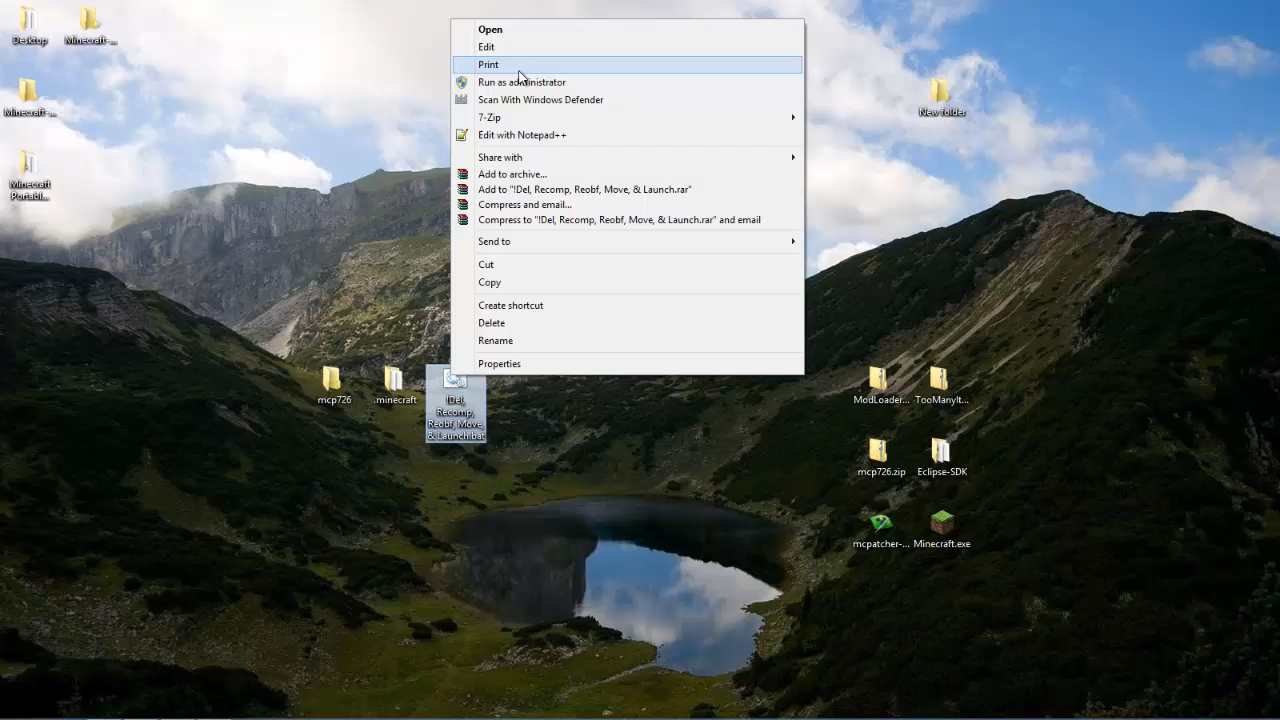 Desktop
Minecraft-...
Minecraft-...
Minecraft
Portabl...
Open
Edit
Print
Run as administrator
Scan With Windows Defender
7-Zip
Edit with Notepad++
Share with
Add to archive...
Add to "!Del, Recomp, Reobf, Move, & Launch.rar"
Compress and email...
Compress to "!Del, Recomp, Reobf, Move, & Launch.rar" and email
Send to
Cut
Copy
Create shortcut
Delete
Rename
Properties
New folder
mcp726
.minecraft
!Del,
Recomp,
Reobf, Move,
& Launch.bat
ModLoader...
TooManyIt...
mcp726.zip
Eclipse-SDK
mcpatcher-...
Minecraft.exe